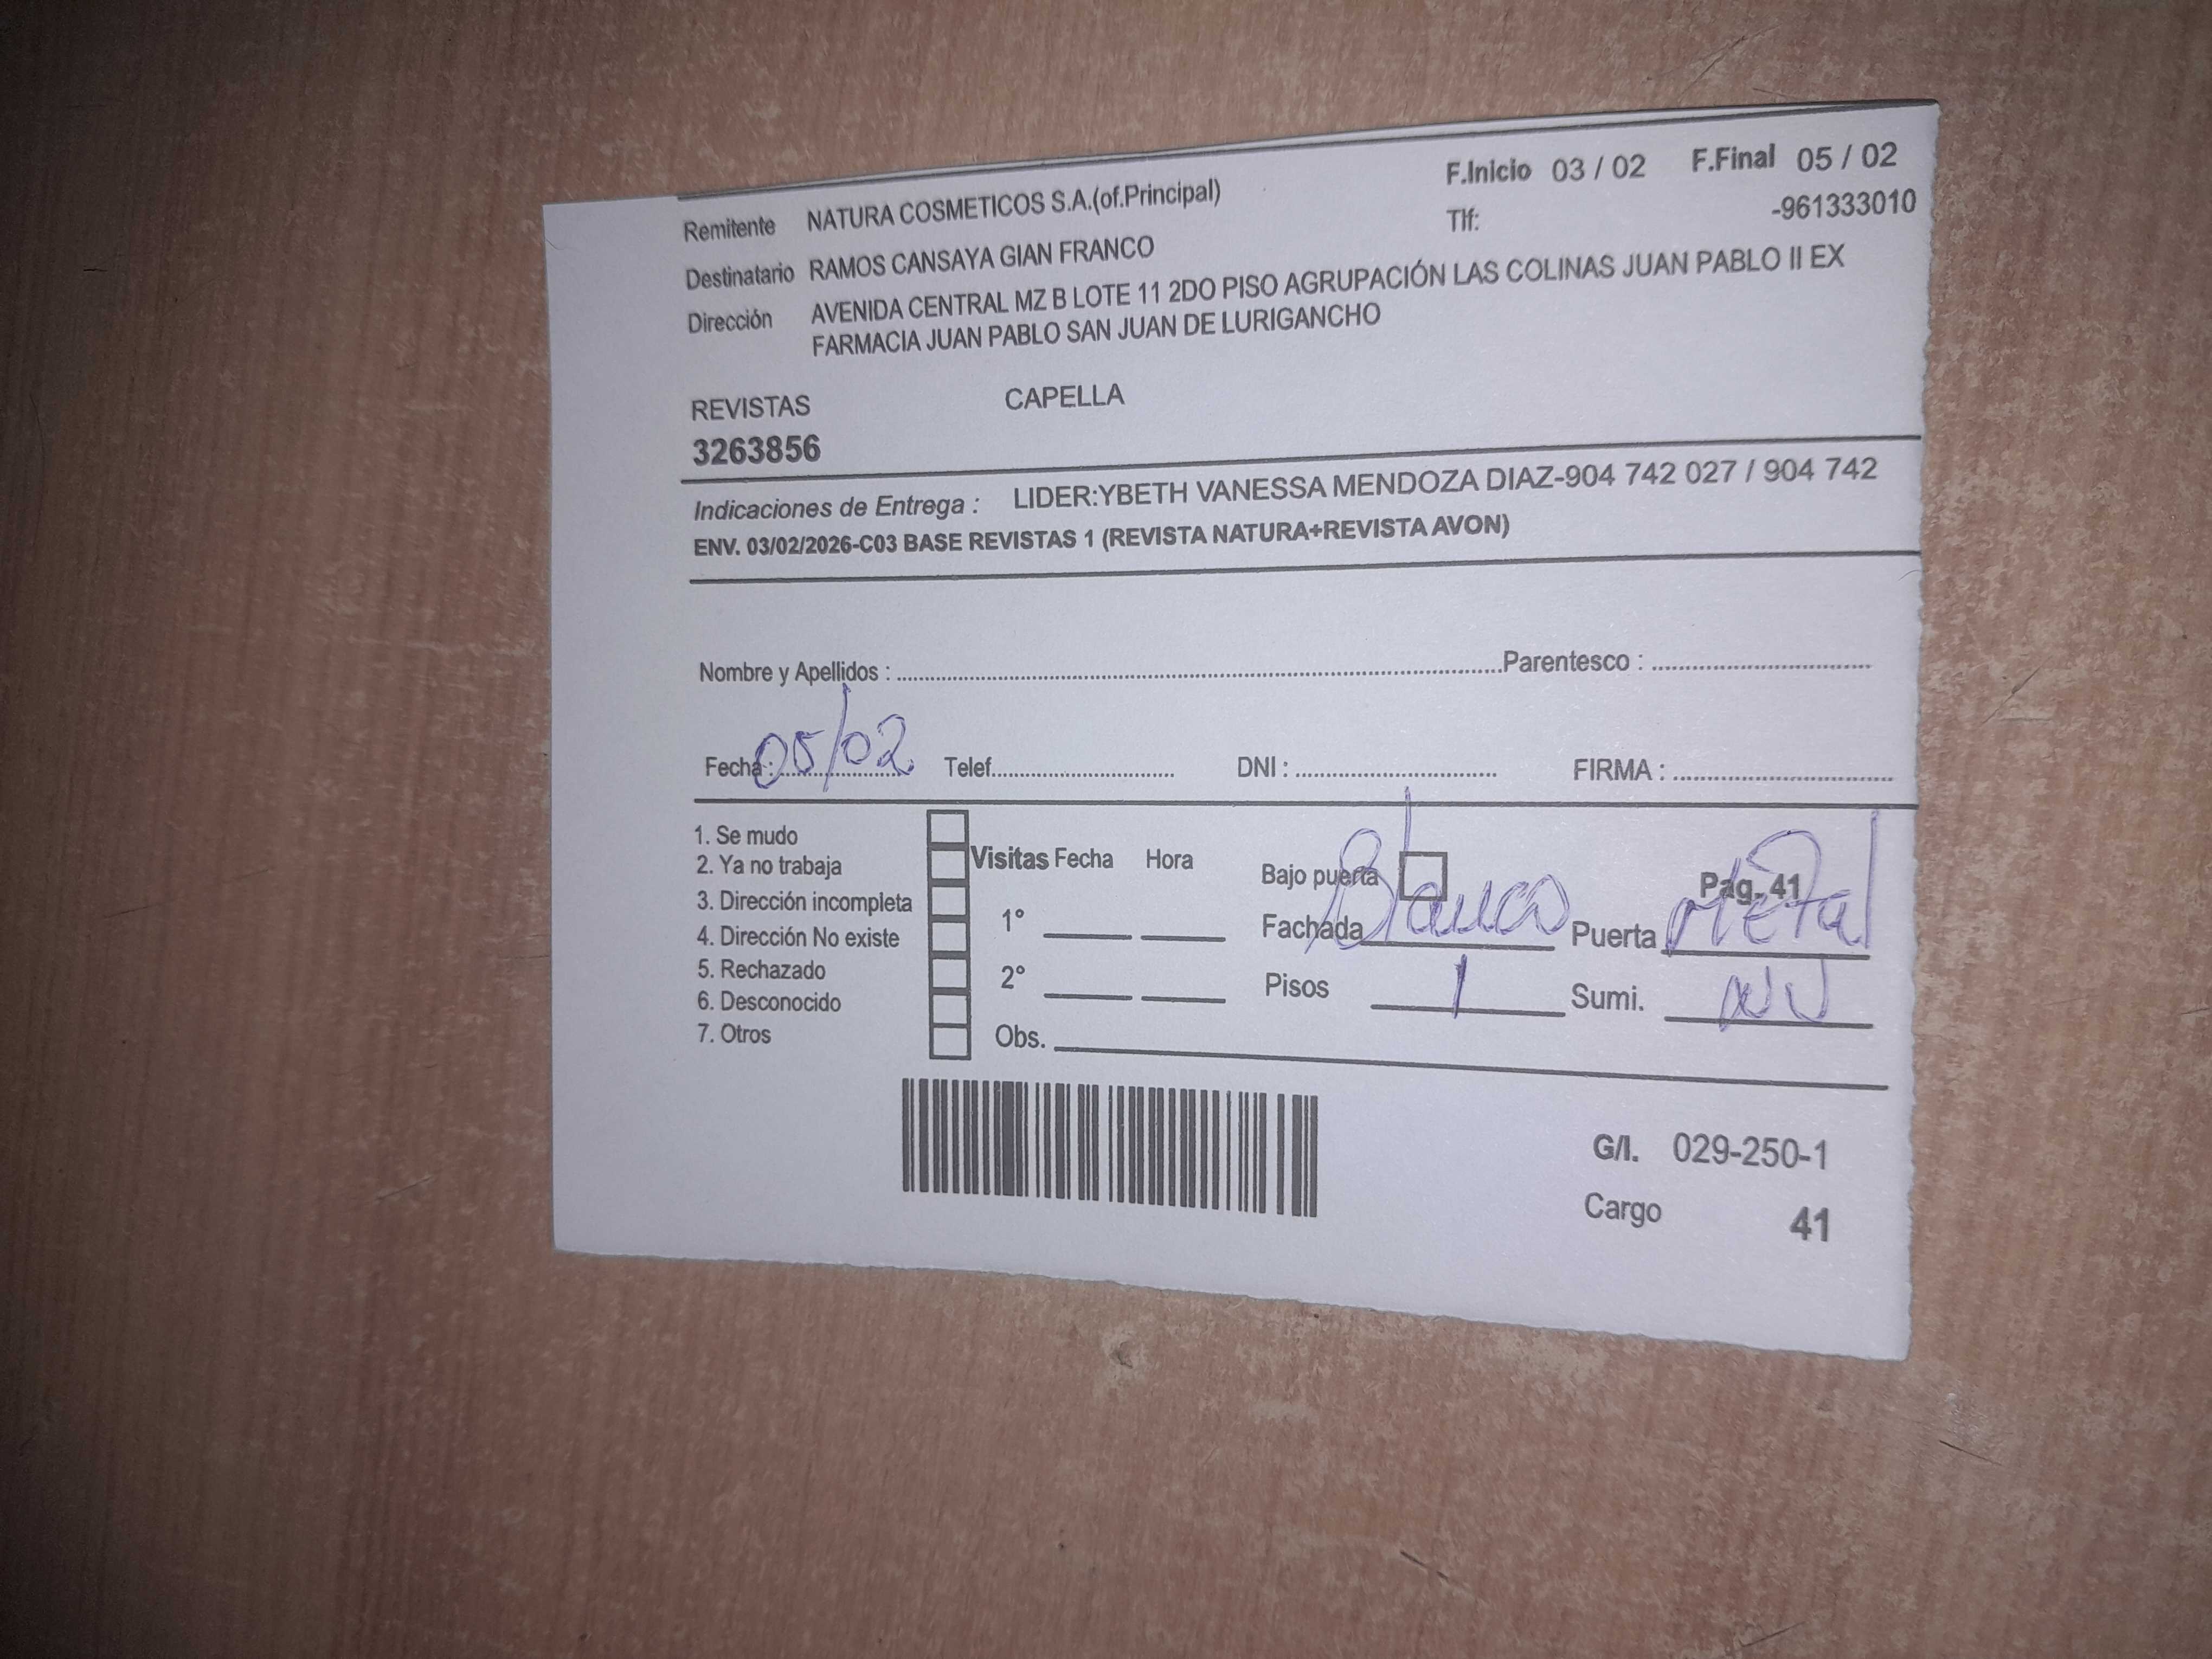 F.Inicio 03 / 02 F.Final 05 / 02
Remitente NATURA COSMETICOS S.A.(of.Principal) Tlf: -961333010
Destinatario RAMOS CANSAYA GIAN FRANCO
Dirección AVENIDA CENTRAL MZ B LOTE 11 2DO PISO AGRUPACIÓN LAS COLINAS JUAN PABLO II EX
FARMACIA JUAN PABLO SAN JUAN DE LURIGANCHO
REVISTAS CAPELLA
3263856
Indicaciones de Entrega : LIDER:YBETH VANESSA MENDOZA DIAZ-904 742 027 / 904 742
ENV. 03/02/2026-C03 BASE REVISTAS 1 (REVISTA NATURA+REVISTA AVON)
Nombre y Apellidos : Parentesco :
Fecha : 05/02 Telef. DNI : FIRMA :
1. Se mudo
2. Ya no trabaja
3. Dirección incompleta
4. Dirección No existe
5. Rechazado
6. Desconocido
7. Otros
Visitas Fecha Hora
1°
2°
Obs.
Bajo puerta Pag- 41
Fachada Blanco Puerta Metal
Pisos 1 Sumi.
G/I. 029-250-1
Cargo 41